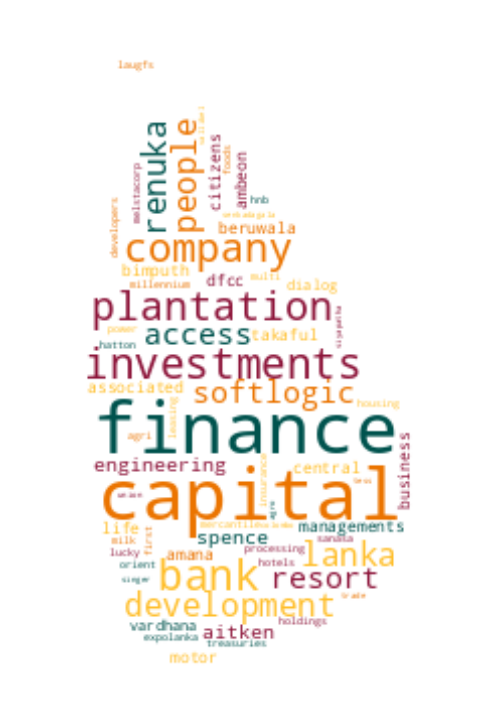 laugfs
renuka
people
melstacorp
citizens
foods
ambeon
hnb
developers
beruwala
company
bimputh
dfcc
multi
millennium
dialog
plantation
power
access
takaful
hatton
investments
associated
softlogic
leasing
housing
finance
agri
business
engineering
central
insurance
capital
union
agro
life
mercantile
managements
milk
first
spence
sanasa
lucky
amana
processing
lanka
orient
hotels
singer
bank
resort
trade
development
vardhana
aitken
holdings
expolanka
treasuries
motor